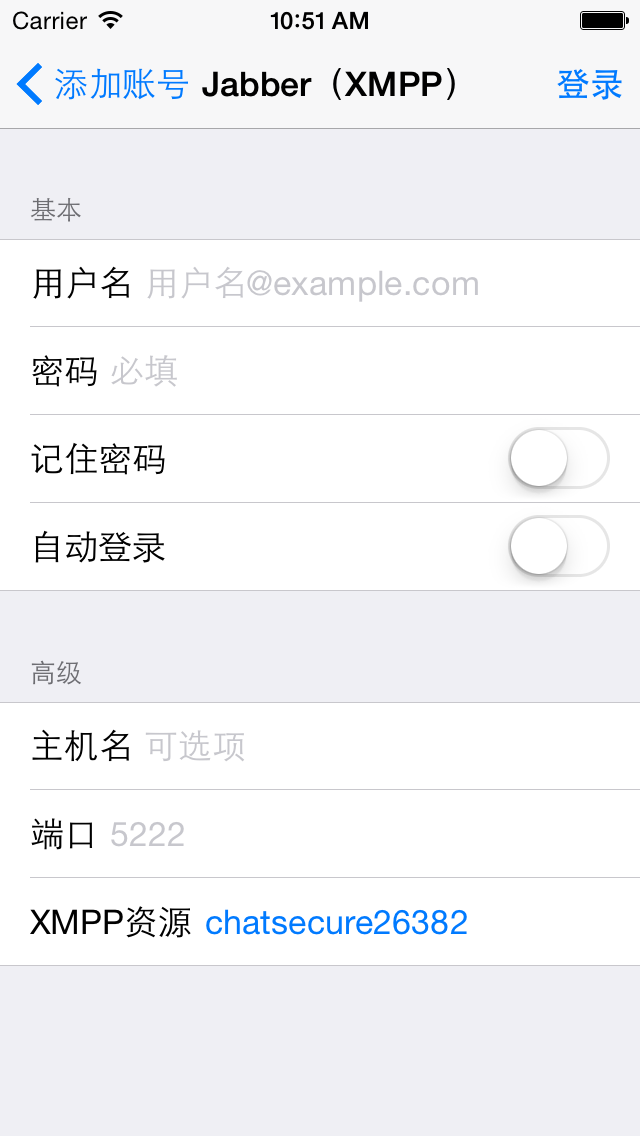 Carrier 10:51 AM
添加账号 Jabber（XMPP） 登录
基本
用户名 用户名@example.com
密码 必填
记住密码
自动登录
高级
主机名 可选项
端口 5222
XMPP资源 chatsecure26382